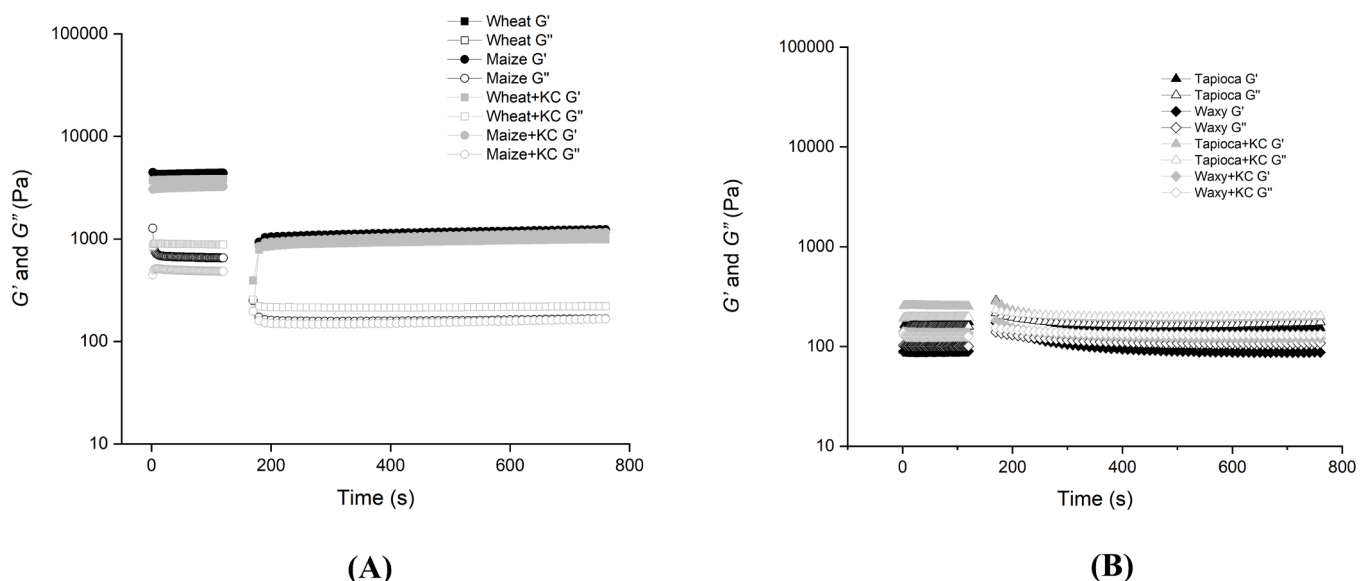 100000
10000
1000
100
10
G' and G" (Pa)
0
200
400
600
800
Time (s)
Wheat G'
Wheat G"
Maize G'
Maize G"
Wheat+KC G'
Wheat+KC G"
Maize+KC G'
Maize+KC G"
(A)
100000
10000
1000
100
10
G' and G" (Pa)
0
200
400
600
800
Time (s)
Tapioca G'
Tapioca G"
Waxy G'
Waxy G"
Tapioca+KC G'
Tapioca+KC G"
Waxy+KC G'
Waxy+KC G"
(B)